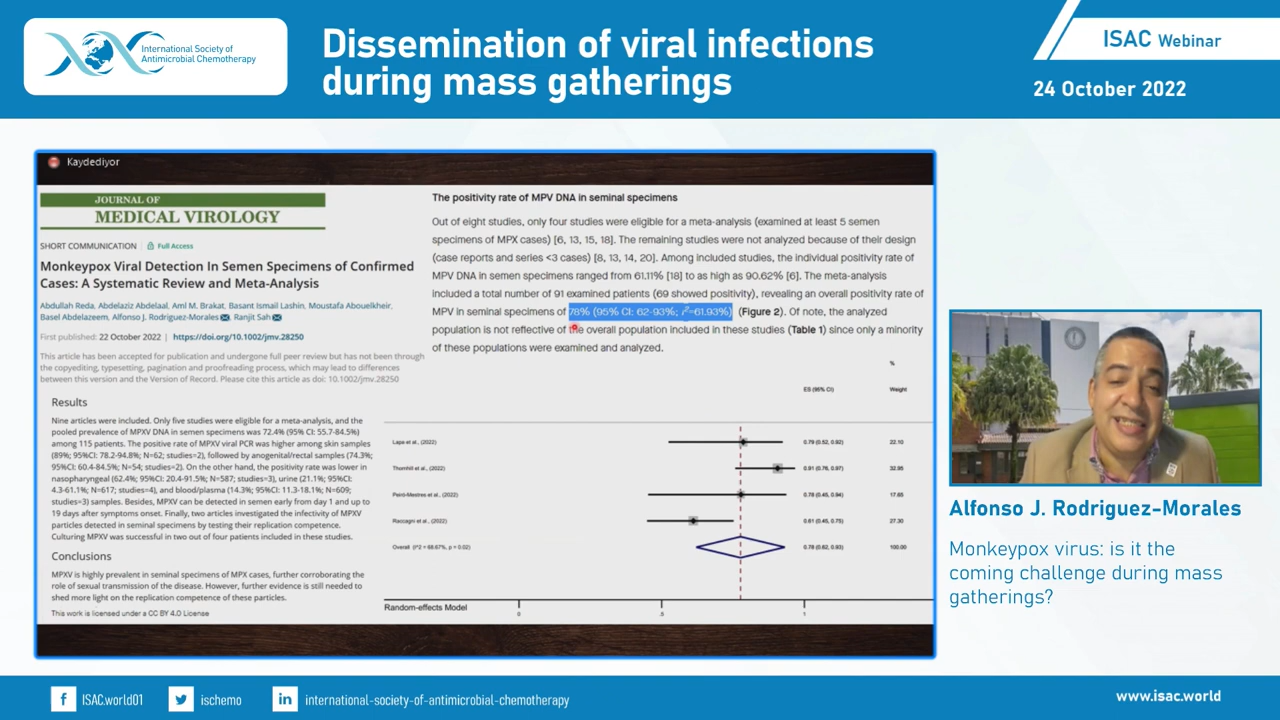 International Society of
Antimicrobial Chemotherapy
Dissemination of viral infections
during mass gatherings
ISAC Webinar
24 October 2022
Kaydediyor
JOURNAL OF
MEDICAL VIROLOGY
SHORT COMMUNICATION | Full Access
Monkeypox Viral Detection In Semen Specimens of Confirmed
Cases: A Systematic Review and Meta-Analysis
Abdullah Reda, Abdelaziz Abdelaal, Aml M. Brakat, Basant Ismail Lashin, Moustafa Abouelkheir,
Basel Abdelazeem, Alfonso J. Rodriguez-Morales, Ranjit Sah
First published: 22 October 2022 | https://doi.org/10.1002/jmv.28250
This article has been accepted for publication and undergone full peer review but has not been through
the copyediting, typesetting, pagination and proofreading process, which may lead to differences
between this version and the Version of Record. Please cite this article as doi: 10.1002/jmv.28250
Results
Nine articles were included. Only five studies were eligible for a meta-analysis, and the
pooled prevalence of MPXV DNA in semen specimens was 72.4% (95% CI: 55.7-84.5%)
among 115 patients. The positive rate of MPXV viral PCR was higher among skin samples
(89%; 95%CI: 78.2-94.8%; N=62; studies=2), followed by anogenital/rectal samples (74.3%;
95%CI: 60.4-84.5%; N=54; studies=2). On the other hand, the positivity rate was lower in
nasopharyngeal (62.4%; 95%CI: 20.4-91.5%; N=587; studies=3), urine (21.1%; 95%CI:
4.3-61.1%; N=617; studies=4), and blood/plasma (14.3%; 95%CI: 11.3-18.1%; N=609;
studies=3) samples. Besides, MPXV can be detected in semen early from day 1 and up to
19 days after symptoms onset. Finally, two articles investigated the infectivity of MPXV
particles detected in seminal specimens by testing their replication competence.
Culturing MPXV was successful in two out of four patients included in these studies.
Conclusions
MPXV is highly prevalent in seminal specimens of MPX cases, further corroborating the
role of sexual transmission of the disease. However, further evidence is still needed to
shed more light on the replication competence of these particles.
This work is licensed under a CC BY 4.0 License
The positivity rate of MPV DNA in seminal specimens
Out of eight studies, only four studies were eligible for a meta-analysis (examined at least 5 semen
specimens of MPX cases) [6, 13, 15, 18]. The remaining studies were not analyzed because of their design
(case reports and series <3 cases) [8, 13, 14, 20]. Among included studies, the individual positivity rate of
MPV DNA in semen specimens ranged from 61.11% [18] to as high as 90.62% [6]. The meta-analysis
included a total number of 91 examined patients (69 showed positivity), revealing an overall positivity rate of
MPV in seminal specimens of 78% (95% CI: 62-93%; r²=61.93%) (Figure 2). Of note, the analyzed
population is not reflective of the overall population included in these studies (Table 1) since only a minority
of these populations were examined and analyzed.
%
ES (95% CI) Weight
Lapa et al., (2022) 0.79 (0.52, 0.92) 22.10
Thornhill et al., (2022) 0.91 (0.76, 0.97) 32.95
Peiró-Mestres et al., (2022) 0.78 (0.45, 0.94) 17.65
Raccagni et al., (2022) 0.61 (0.45, 0.75) 27.30
Overall (I^2 = 68.67%, p = 0.02) 0.78 (0.62, 0.93) 100.00
Random-effects Model
0 .5 1
Alfonso J. Rodriguez-Morales
Monkeypox virus: is it the
coming challenge during mass
gatherings?
ISAC.world01 ischemo international-society-of-antimicrobial-chemotherapy
www.isac.world